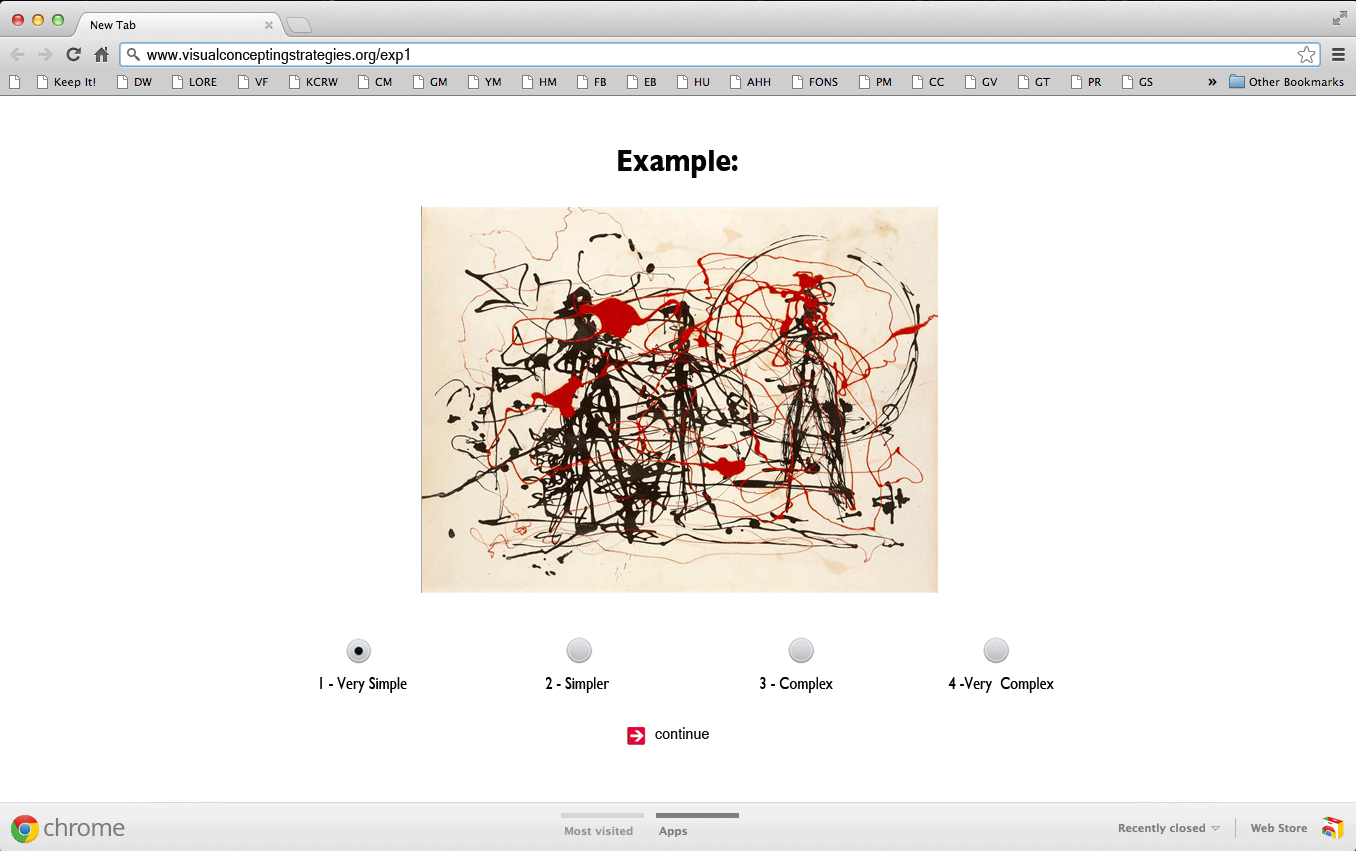 New Tab
www.visualconceptingstrategies.org/exp1
Keep It! DW LORE VF KCRW CM GM YM HM FB EB HU AHH FONS PM CC GV GT PR GS » Other Bookmarks
Example:
1 - Very Simple 2 - Simpler 3 - Complex 4 -Very Complex
continue
chrome Most visited Apps Recently closed Web Store